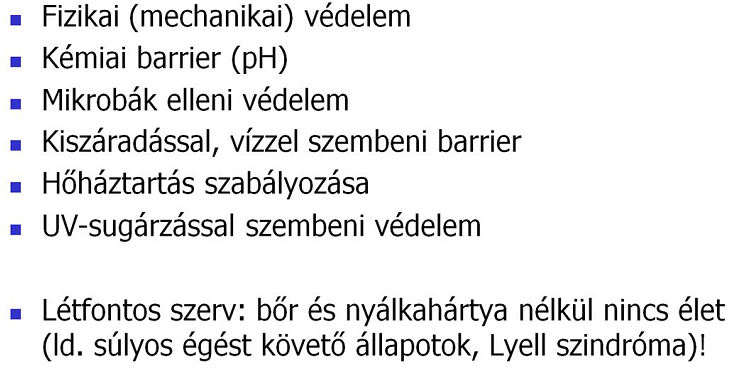 Fizikai (mechanikai) védelem
Kémiai barrier (pH)
Mikrobák elleni védelem
Kiszáradással, vízzel szembeni barrier
Hőháztartás szabályozása
UV-sugárzással szembeni védelem
Létfontos szerv: bőr és nyálkahártya nélkül nincs élet
(ld. súlyos égést követő állapotok, Lyell szindróma)!